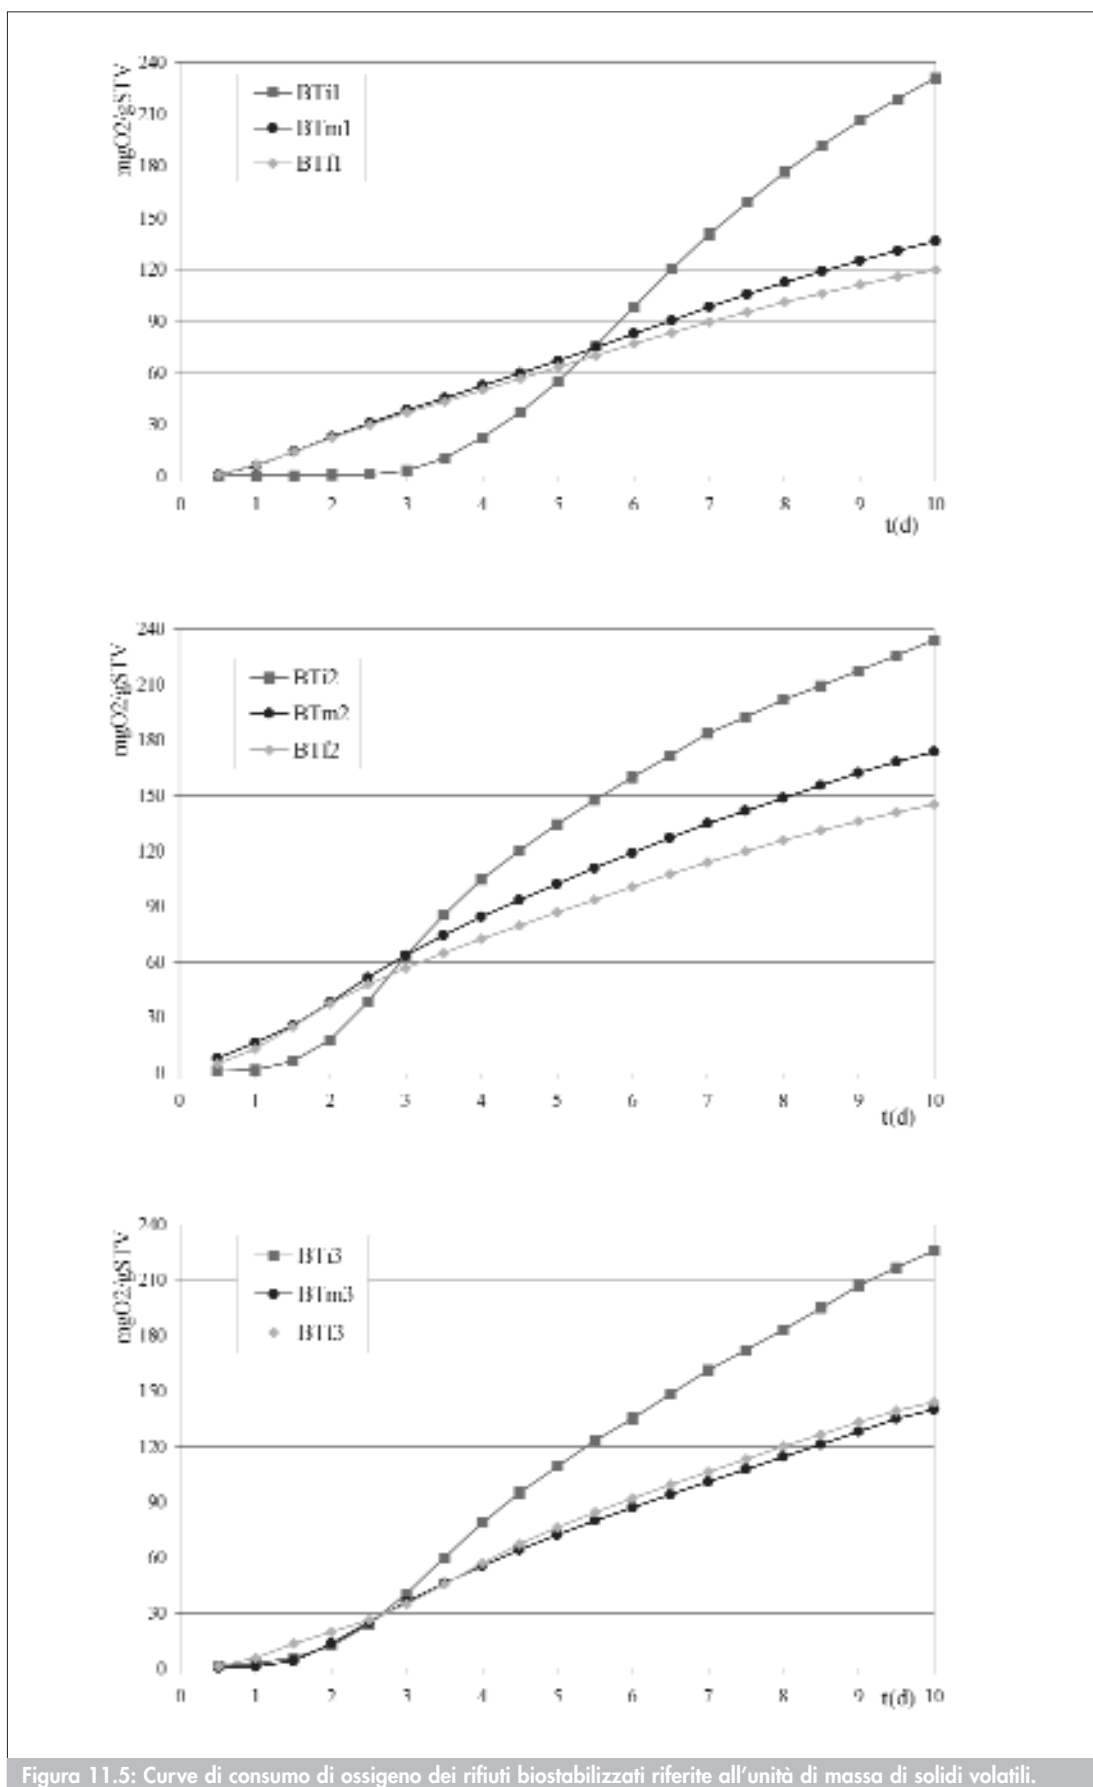 mgO2/gSTV
240
210
180
150
120
90
60
30
0
BTi1
BTm1
BTf1
0 1 2 3 4 5 6 7 8 9 10
t(d)
mgO2/gSTV
240
210
180
150
120
90
60
30
0
BTi2
BTm2
BTf2
0 1 2 3 4 5 6 7 8 9 10
t(d)
mgO2/gSTV
240
210
180
150
120
90
60
30
0
BTi3
BTm3
BTf3
0 1 2 3 4 5 6 7 8 9 10
t(d)
Figura 11.5: Curve di consumo di ossigeno dei rifiuti biostabilizzati riferite all'unità di massa di solidi volatili.